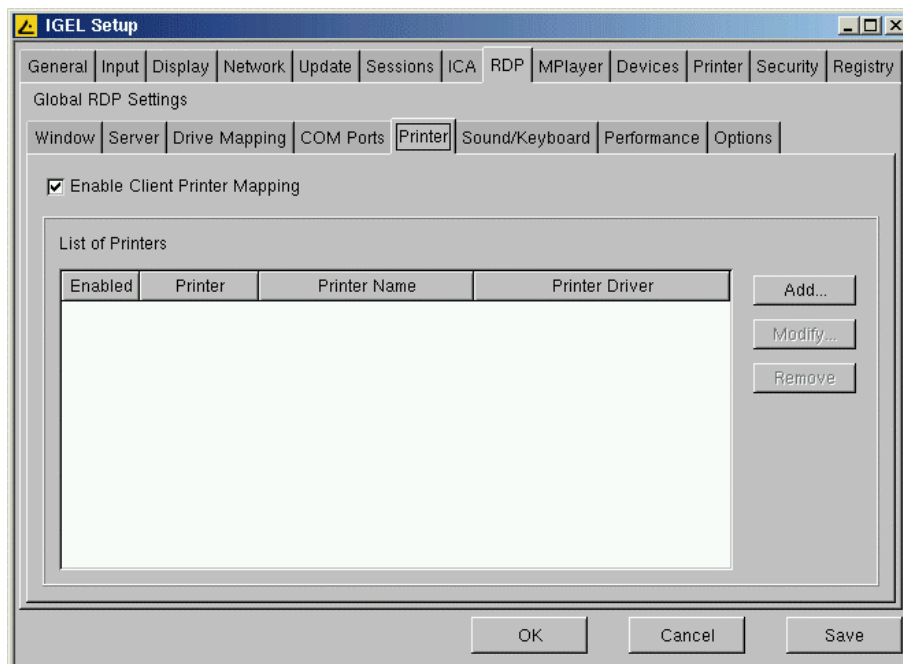 IGEL Setup
General Input Display Network Update Sessions ICA RDP MPlayer Devices Printer Security Registry
Global RDP Settings
Window Server Drive Mapping COM Ports Printer Sound/Keyboard Performance Options
Enable Client Printer Mapping
List of Printers
Enabled Printer Printer Name Printer Driver
Add...
Modify...
Remove
OK Cancel Save